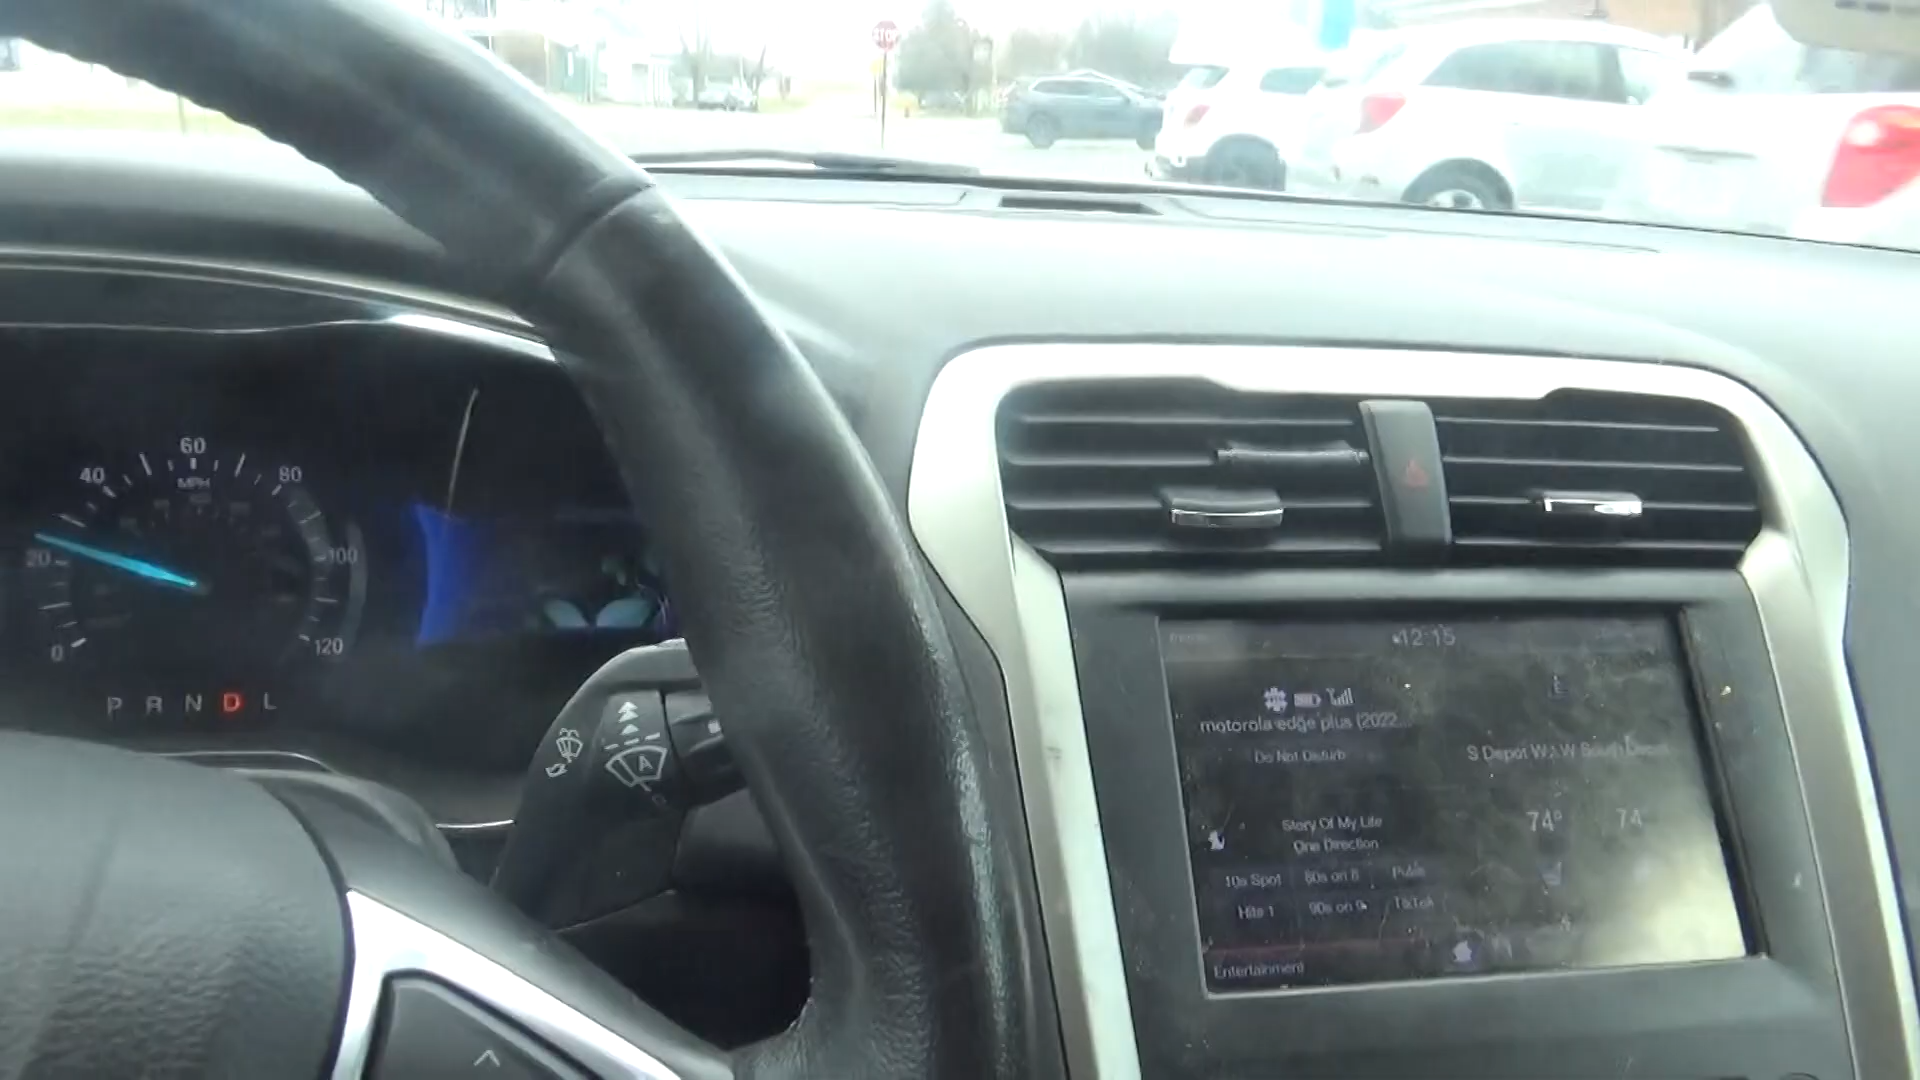 STOP
60
40
80
MPH
20
100
0
120
P R N D L
A
12:15
motorola edge plus (2022...
Do Not Disturb
S Depot W
74° 74
Story Of My Life
One Direction
10s Spot 80s on 8
Hits 1 90s on 9 TikTok
Entertainment